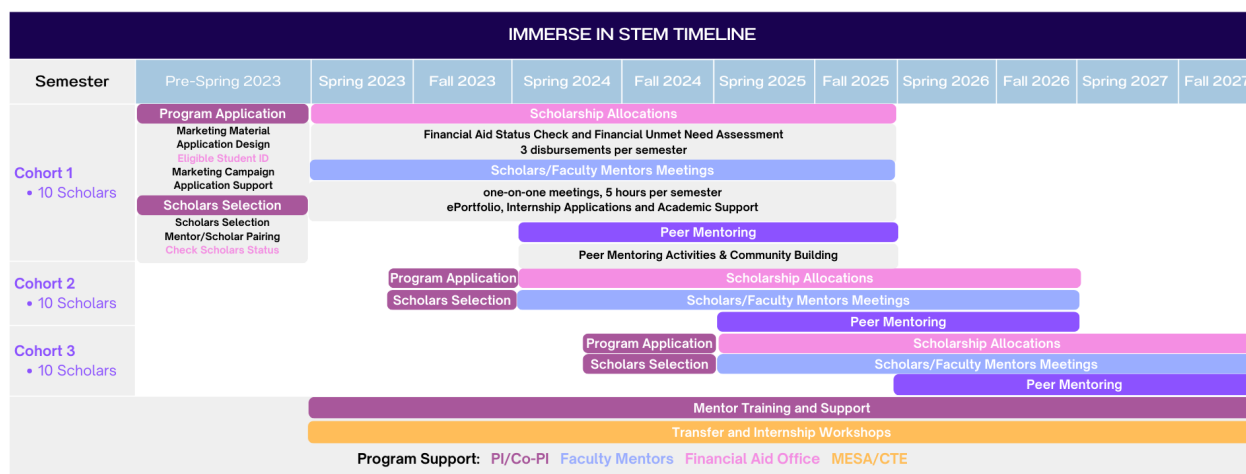 IMMERSE IN STEM TIMELINE
Semester Pre-Spring 2023 Spring 2023 Fall 2023 Spring 2024 Fall 2024 Spring 2025 Fall 2025 Spring 2026 Fall 2026 Spring 2027 Fall 2027
Cohort 1
• 10 Scholars
Program Application
Marketing Material
Application Design
Eligible Student ID
Marketing Campaign
Application Support
Scholars Selection
Scholars Selection
Mentor/Scholar Pairing
Check Scholars Status
Scholarship Allocations
Financial Aid Status Check and Financial Unmet Need Assessment
3 disbursements per semester
Scholars/Faculty Mentors Meetings
one-on-one meetings, 5 hours per semester
ePortfolio, Internship Applications and Academic Support
Peer Mentoring
Peer Mentoring Activities & Community Building
Cohort 2
• 10 Scholars
Program Application Scholarship Allocations
Scholars Selection Scholars/Faculty Mentors Meetings
Peer Mentoring
Cohort 3
• 10 Scholars
Program Application Scholarship Allocations
Scholars Selection Scholars/Faculty Mentors Meetings
Peer Mentoring
Mentor Training and Support
Transfer and Internship Workshops
Program Support: PI/Co-PI Faculty Mentors Financial Aid Office MESA/CTE